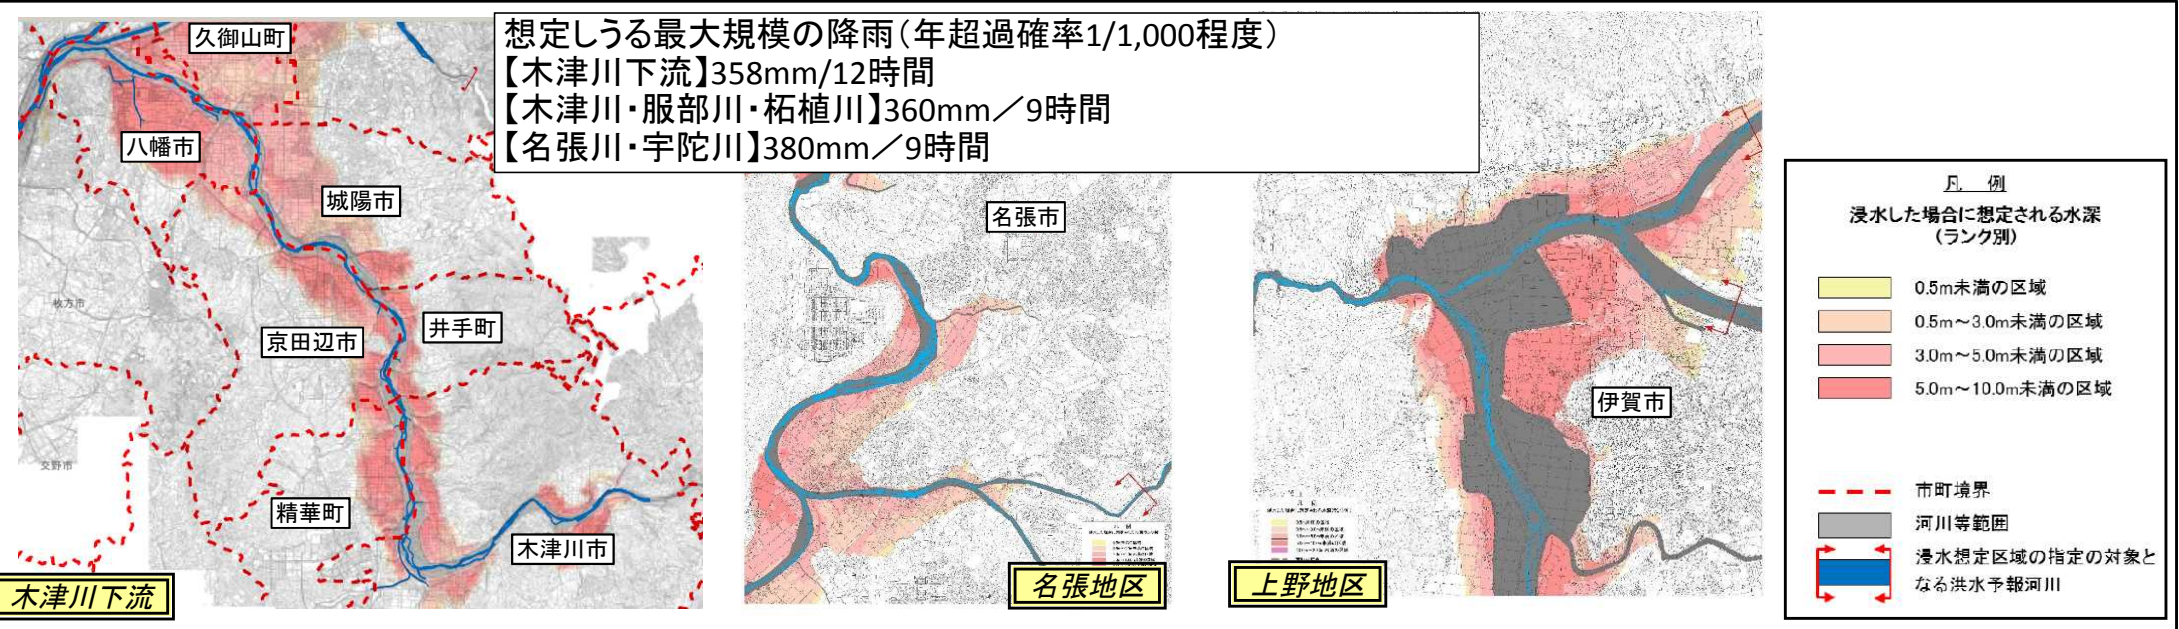 想定しうる最大規模の降雨(年超過確率1/1,000程度)
【木津川下流】358mm/12時間
【木津川・服部川・柘植川】360mm／9時間
【名張川・宇陀川】380mm／9時間
久御山町
八幡市
城陽市
枚方市
京田辺市
井手町
交野市
精華町
木津川市
木津川下流
名張市
名張地区
伊賀市
上野地区
凡 例
浸水した場合に想定される水深
(ランク別)
0.5m未満の区域
0.5m～3.0m未満の区域
3.0m～5.0m未満の区域
5.0m～10.0m未満の区域
市町境界
河川等範囲
浸水想定区域の指定の対象と
なる洪水予報河川